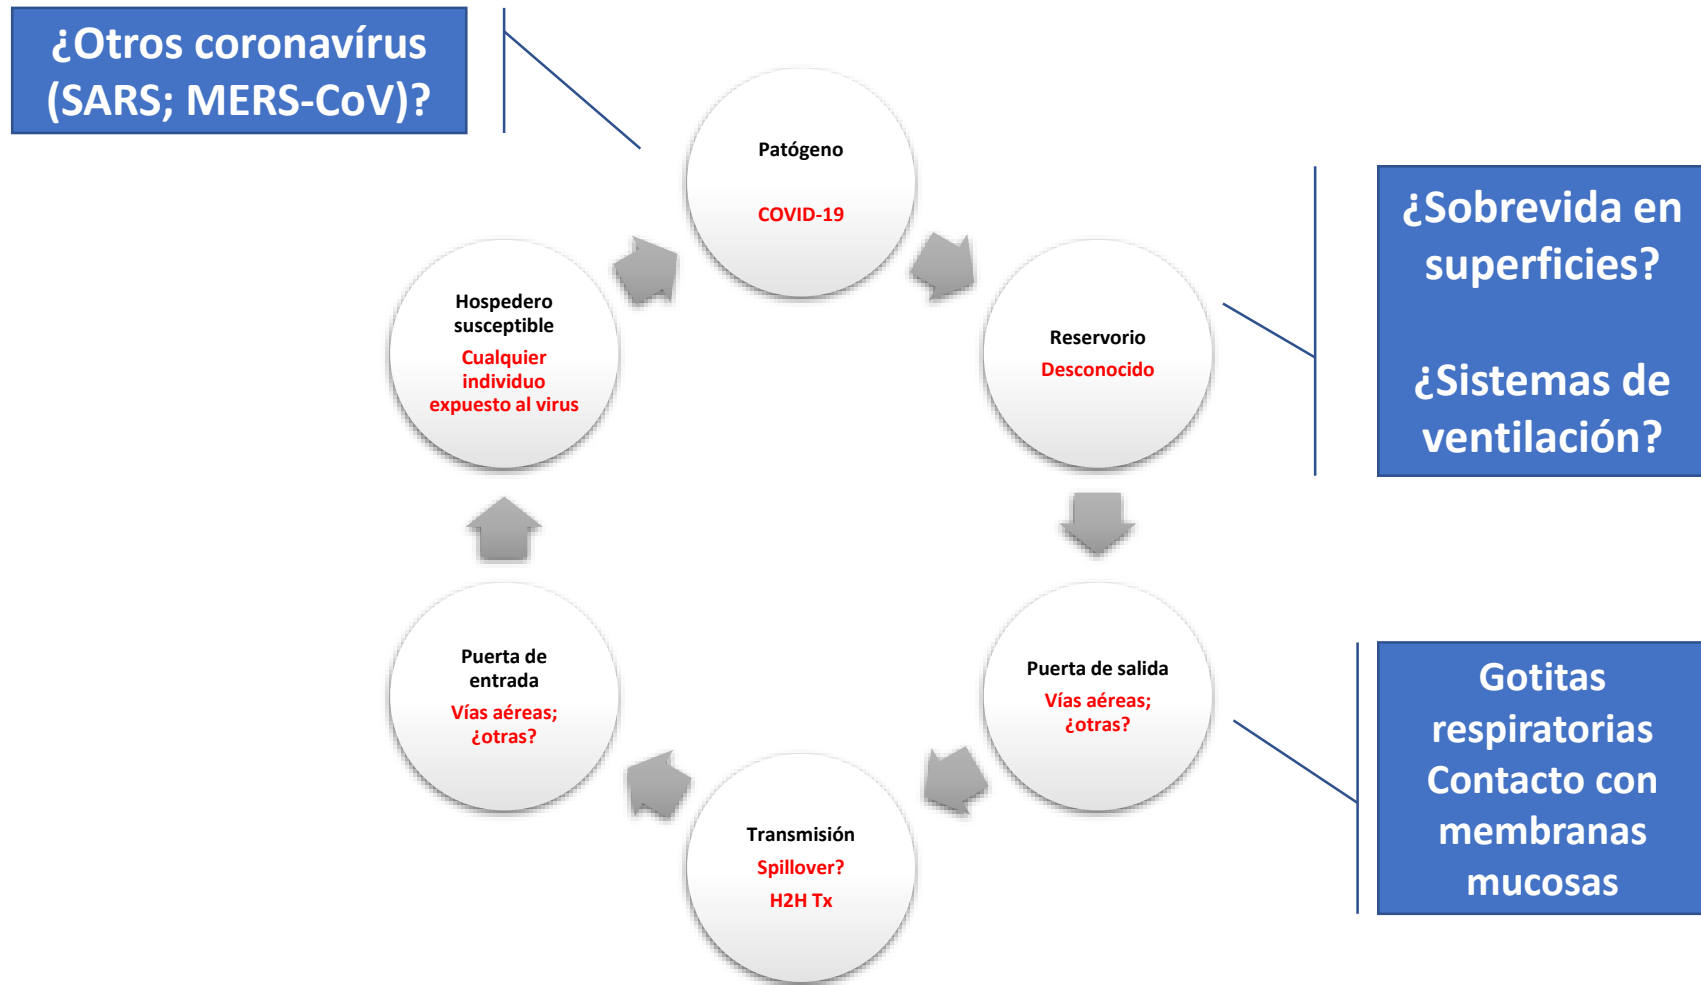 ¿Otros coronavírus
(SARS; MERS-CoV)?
Patógeno
COVID-19
¿Sobrevida en
superficies?
¿Sistemas de
ventilación?
Reservorio
Desconocido
Puerta de salida
Vías aéreas;
¿otras?
Gotitas
respiratorias
Contacto con
membranas
mucosas
Transmisión
Spillover?
H2H Tx
Puerta de
entrada
Vías aéreas;
¿otras?
Hospedero
susceptible
Cualquier
individuo
expuesto al virus